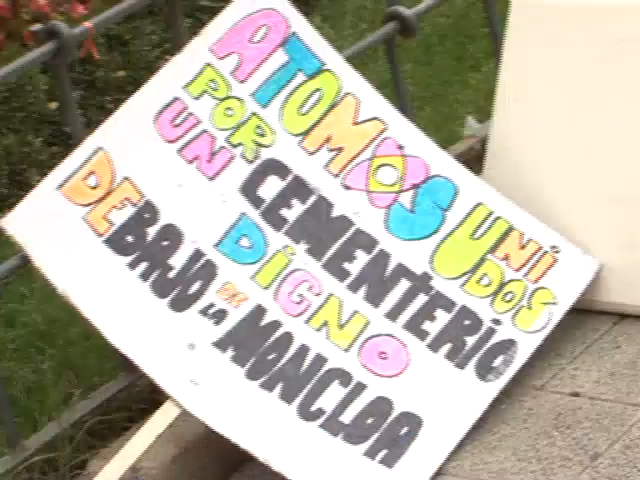 ATOMOS UNIDOS
POR
UN CEMENTERIO
DIGNO
DEBAJO DE LA MONCLOA